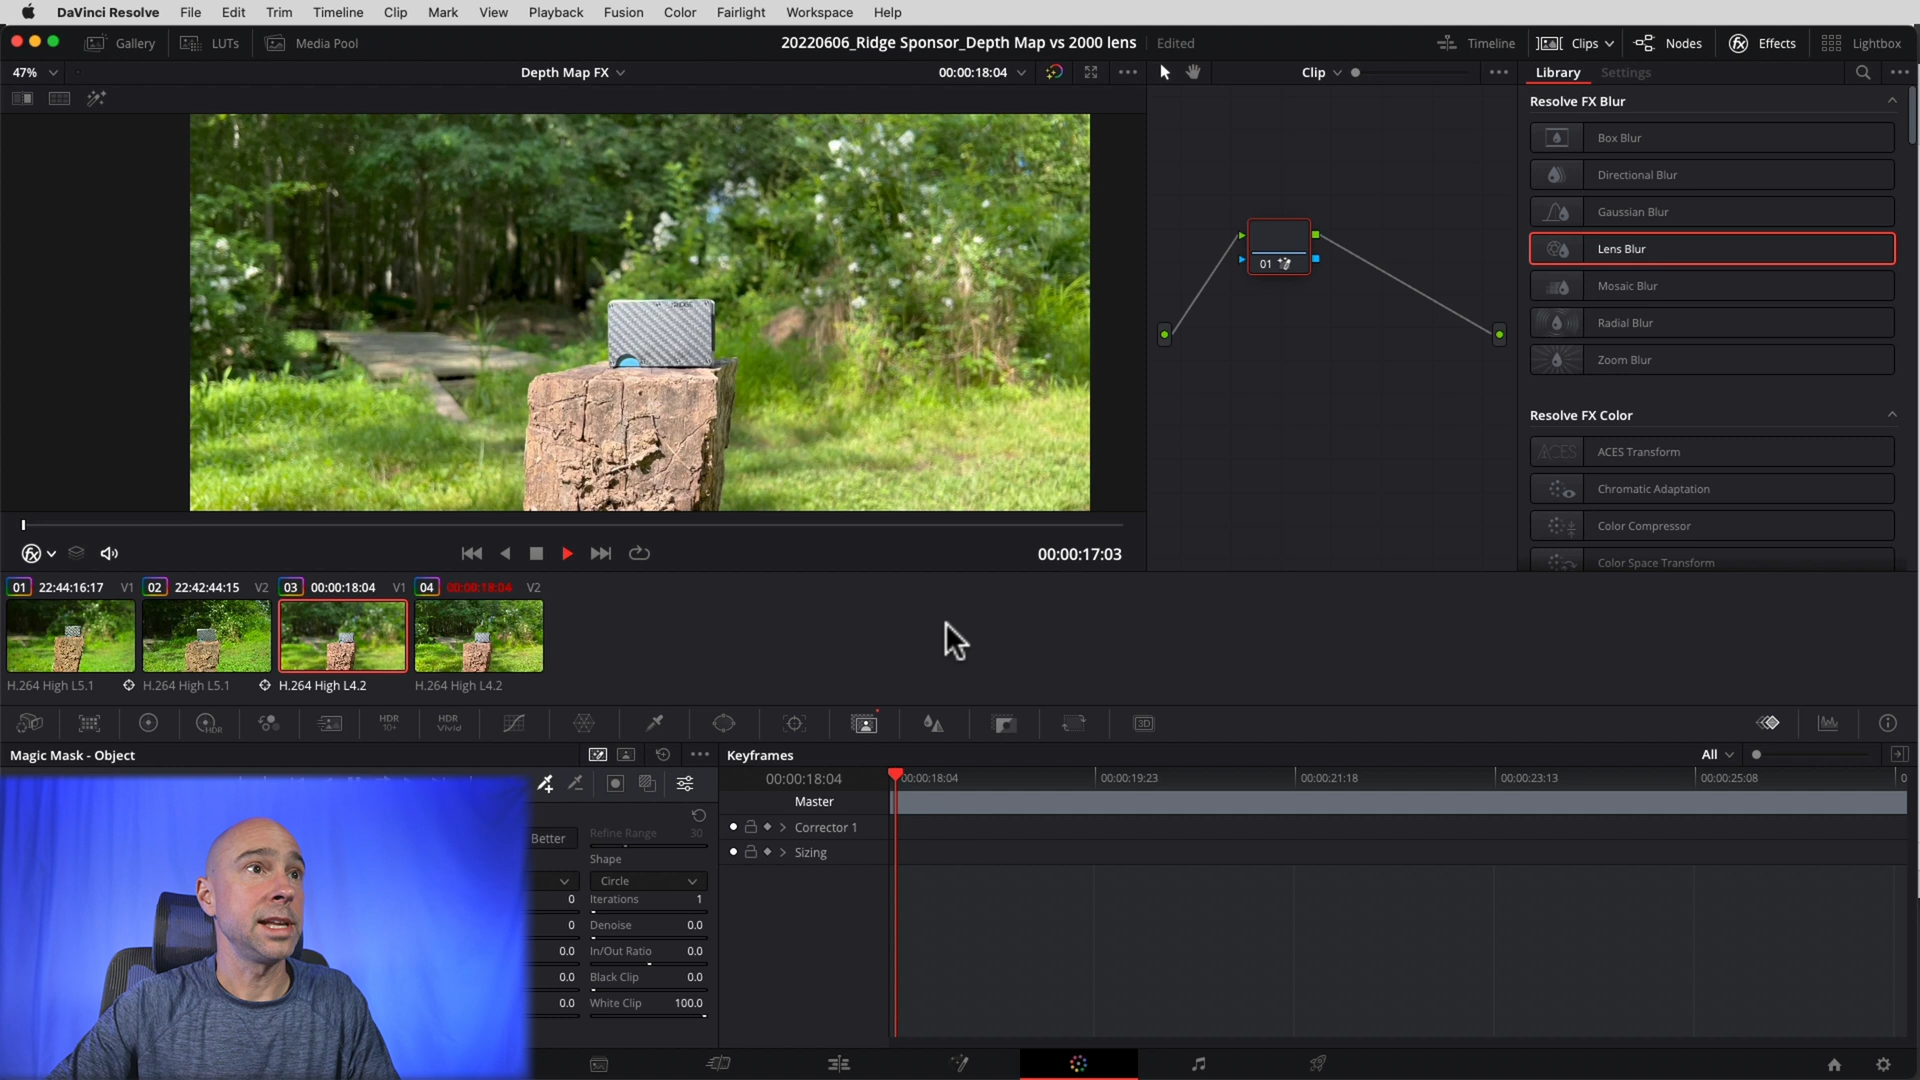 DaVinci Resolve File Edit Trim Timeline Clip Mark View Playback Fusion Color Fairlight Workspace Help
Gallery LUTs Media Pool 20220606_Ridge Sponsor_Depth Map vs 2000 lens Edited Timeline Clips Nodes Effects Lightbox
47% Depth Map FX 00:00:18:04 Clip Library Settings
Resolve FX Blur
Box Blur
Directional Blur
Gaussian Blur
Lens Blur
Mosaic Blur
Radial Blur
Zoom Blur
01
Resolve FX Color
ACES ACES Transform
Chromatic Adaptation
Color Compressor
Color Space Transform
00:00:17:03
01 22:44:16:17 V1 02 22:42:44:15 V2 03 00:00:18:04 V1 04 00:00:18:04 V2
H.264 High L5.1 H.264 High L5.1 H.264 High L4.2 H.264 High L4.2
HDR HDR 10+ HDR Vivid 3D
Magic Mask - Object Keyframes All
00:00:18:04 00:00:18:04 00:00:19:23 00:00:21:18 00:00:23:13 00:00:25:08 0
Master
Corrector 1
Sizing
Better Refine Range 30
Shape
Circle
0 Iterations 1
0 Denoise 0.0
0.0 In/Out Ratio 0.0
0.0 Black Clip 0.0
0.0 White Clip 100.0